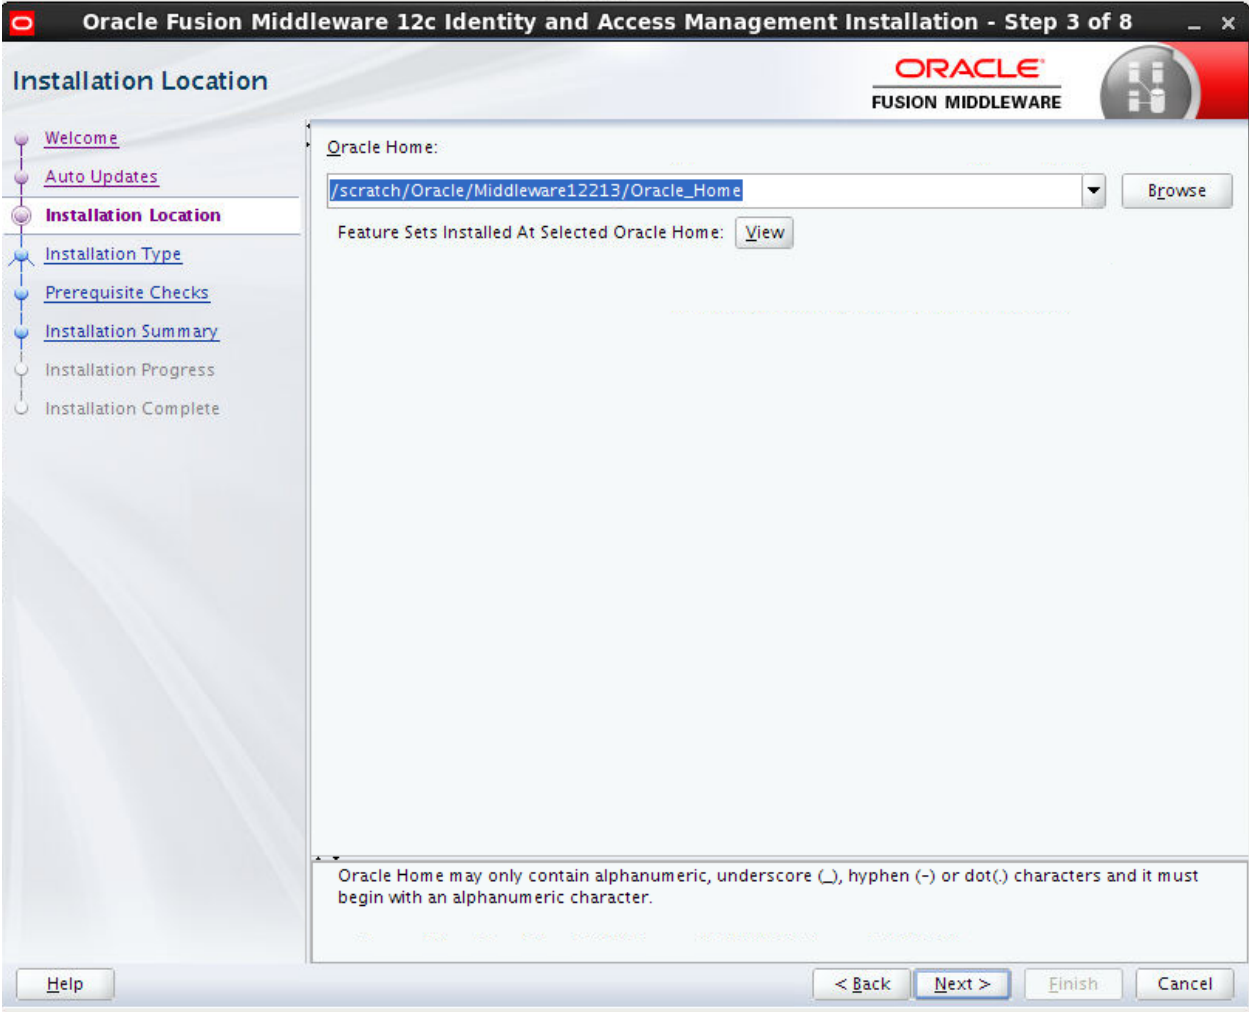 Oracle Fusion Middleware 12c Identity and Access Management Installation - Step 3 of 8
Installation Location
ORACLE
FUSION MIDDLEWARE
Welcome
Auto Updates
Installation Location
Installation Type
Prerequisite Checks
Installation Summary
Installation Progress
Installation Complete
Oracle Home:
/scratch/Oracle/Middleware12213/Oracle_Home
Browse
Feature Sets Installed At Selected Oracle Home: View
Oracle Home may only contain alphanumeric, underscore (_), hyphen (-) or dot(.) characters and it must
begin with an alphanumeric character.
Help
< Back
Next >
Finish
Cancel